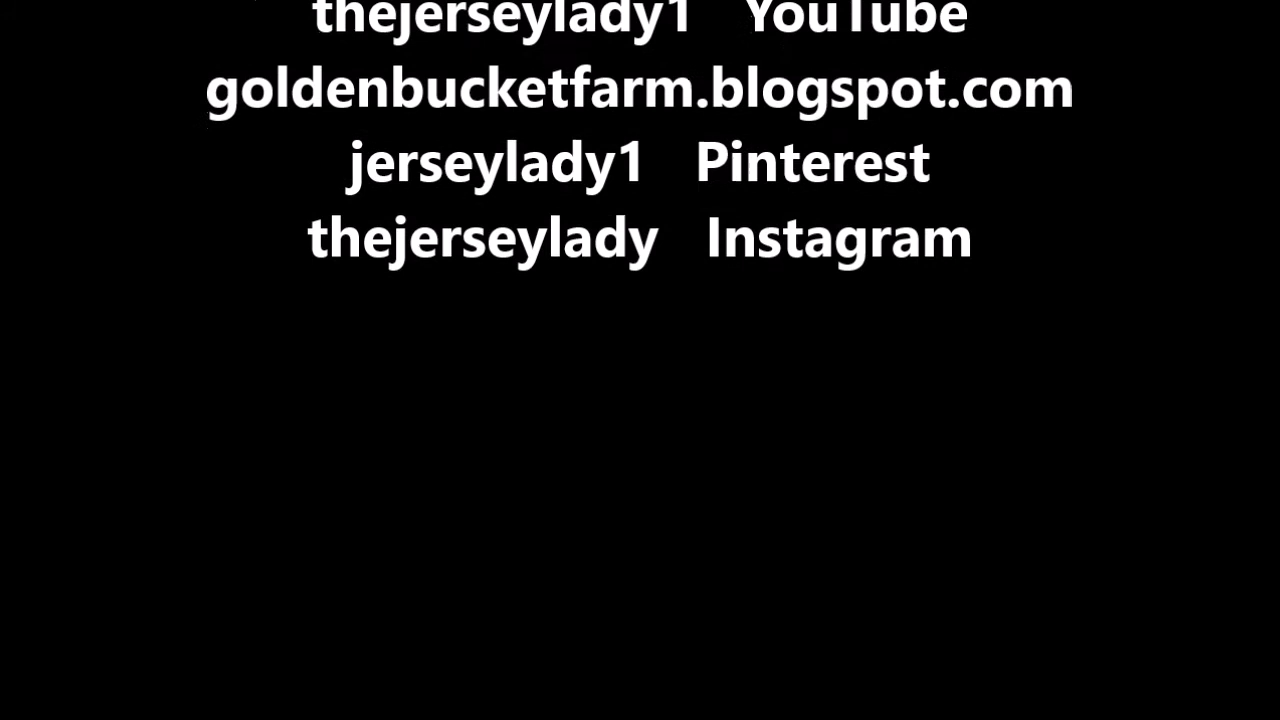 thejerseylady1 YouTube
goldenbucketfarm.blogspot.com
jerseylady1 Pinterest
thejerseylady Instagram